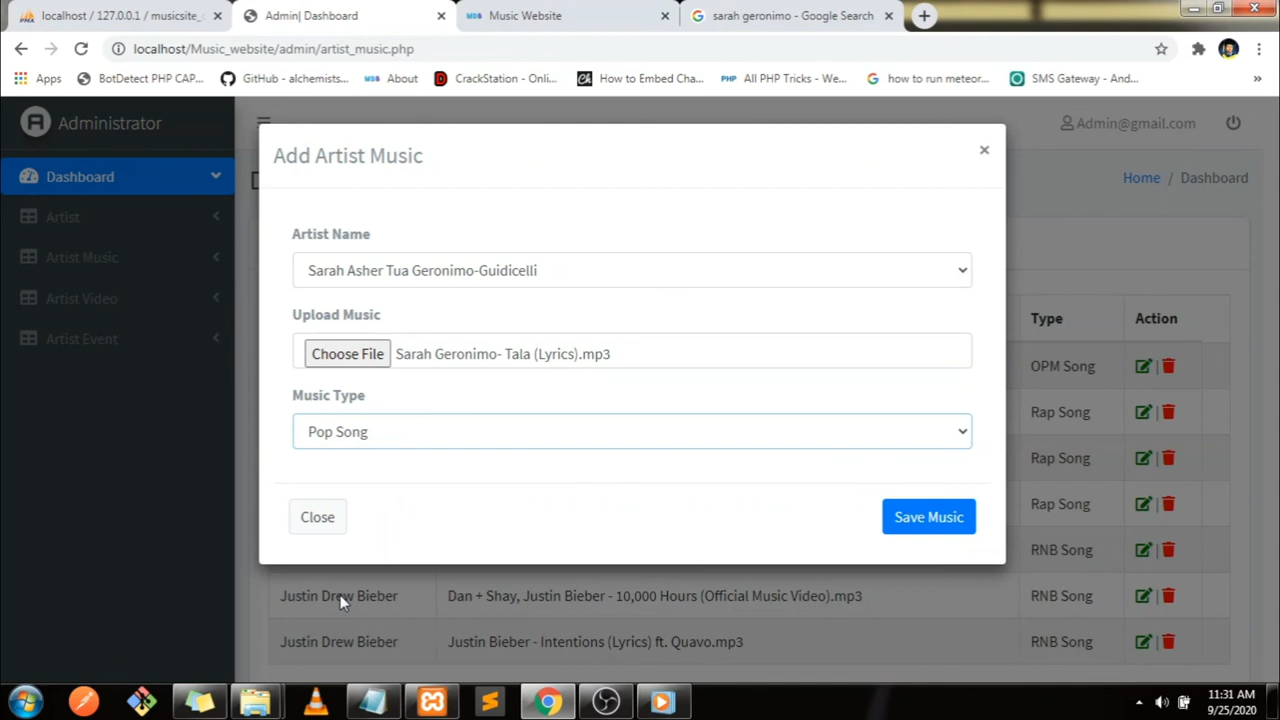 localhost / 127.0.0.1 / musicsite_
Admin| Dashboard
Music Website
sarah geronimo - Google Search
localhost/Music_website/admin/artist_music.php
Apps
BotDetect PHP CAP...
GitHub - alchemists...
About
CrackStation - Onli...
How to Embed Cha...
PHP
All PHP Tricks - We...
how to run meteor...
SMS Gateway - And...
»
Administrator
Admin@gmail.com
Add Artist Music
×
Dashboard
Home / Dashboard
Artist
Artist Name
Artist Music
Sarah Asher Tua Geronimo-Guidicelli
Artist Video
Upload Music
Type
Action
Artist Event
Choose File Sarah Geronimo- Tala (Lyrics).mp3
OPM Song
|
Music Type
Rap Song
|
Pop Song
Rap Song
|
Rap Song
|
Close
Save Music
RNB Song
|
Justin Drew Bieber
Dan + Shay, Justin Bieber - 10,000 Hours (Official Music Video).mp3
RNB Song
|
Justin Drew Bieber
Justin Bieber - Intentions (Lyrics) ft. Quavo.mp3
RNB Song
|
11:31 AM
9/25/2020